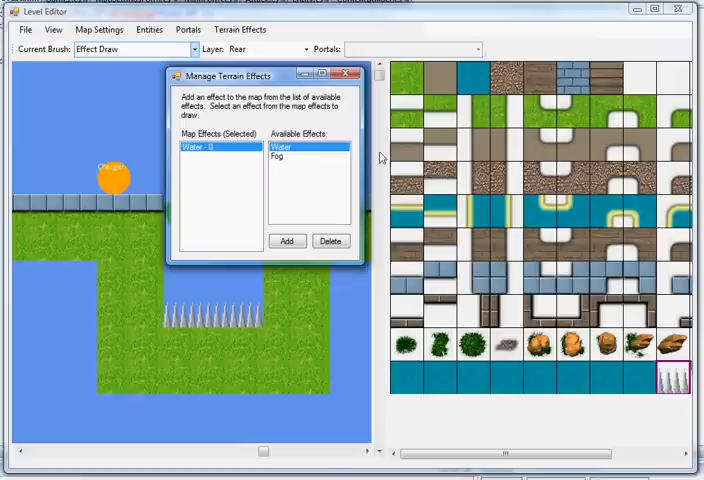 Level Editor
File View Map Settings Entities Portals Terrain Effects
Current Brush: Effect Draw Layer: Rear Portals:
Manage Terrain Effects
Add an effect to the map from the list of available
effects. Select an effect from the map effects to
draw.
Map Effects (Selected) Available Effects:
Water - 0 Water
Fog
Charger
Add Delete